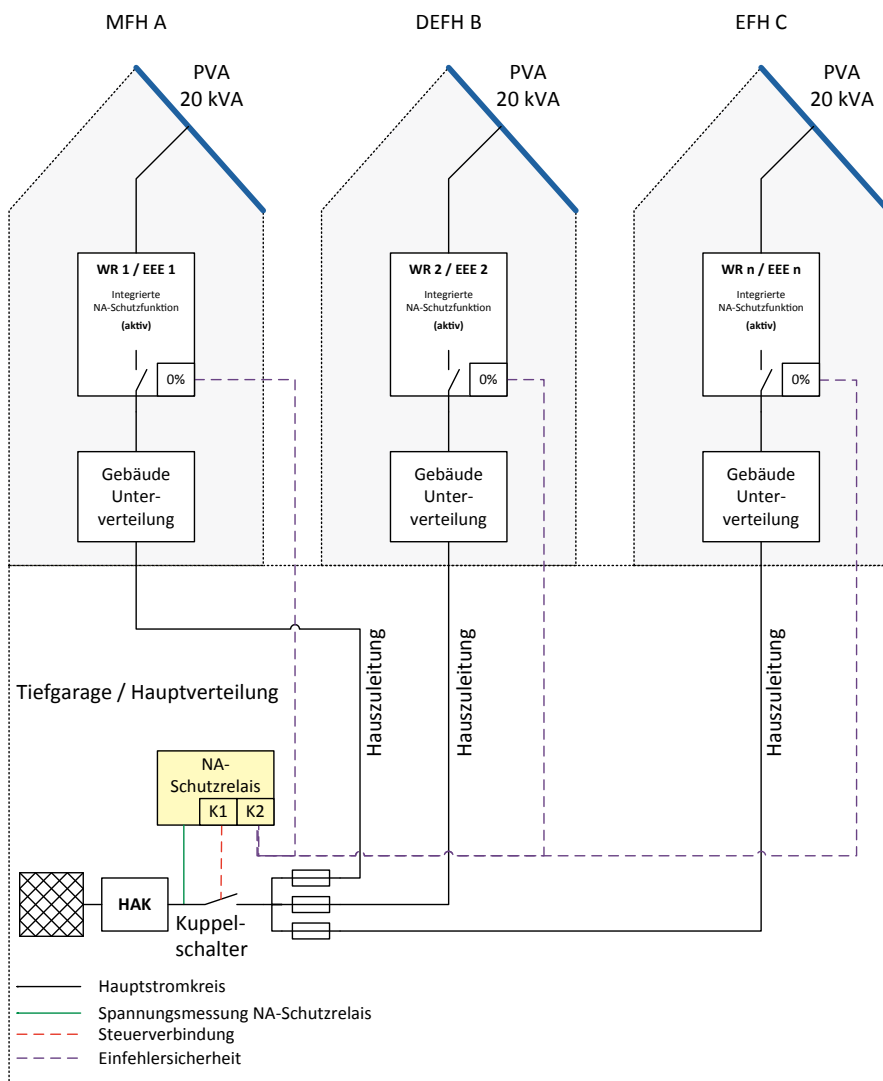 MFH A
DEFH B
EFH C
PVA
20 kVA
PVA
20 kVA
PVA
20 kVA
WR 1 / EEE 1
Integrierte
NA-Schutzfunktion
(aktiv)
0%
WR 2 / EEE 2
Integrierte
NA-Schutzfunktion
(aktiv)
0%
WR n / EEE n
Integrierte
NA-Schutzfunktion
(aktiv)
0%
Gebäude
Unter-
verteilung
Gebäude
Unter-
verteilung
Gebäude
Unter-
verteilung
Hauszuleitung
Hauszuleitung
Hauszuleitung
Tiefgarage / Hauptverteilung
NA-
Schutzrelais
K1
K2
HAK
Kuppel-
schalter
Hauptstromkreis
Spannungsmessung NA-Schutzrelais
Steuerverbindung
Einfehlersicherheit